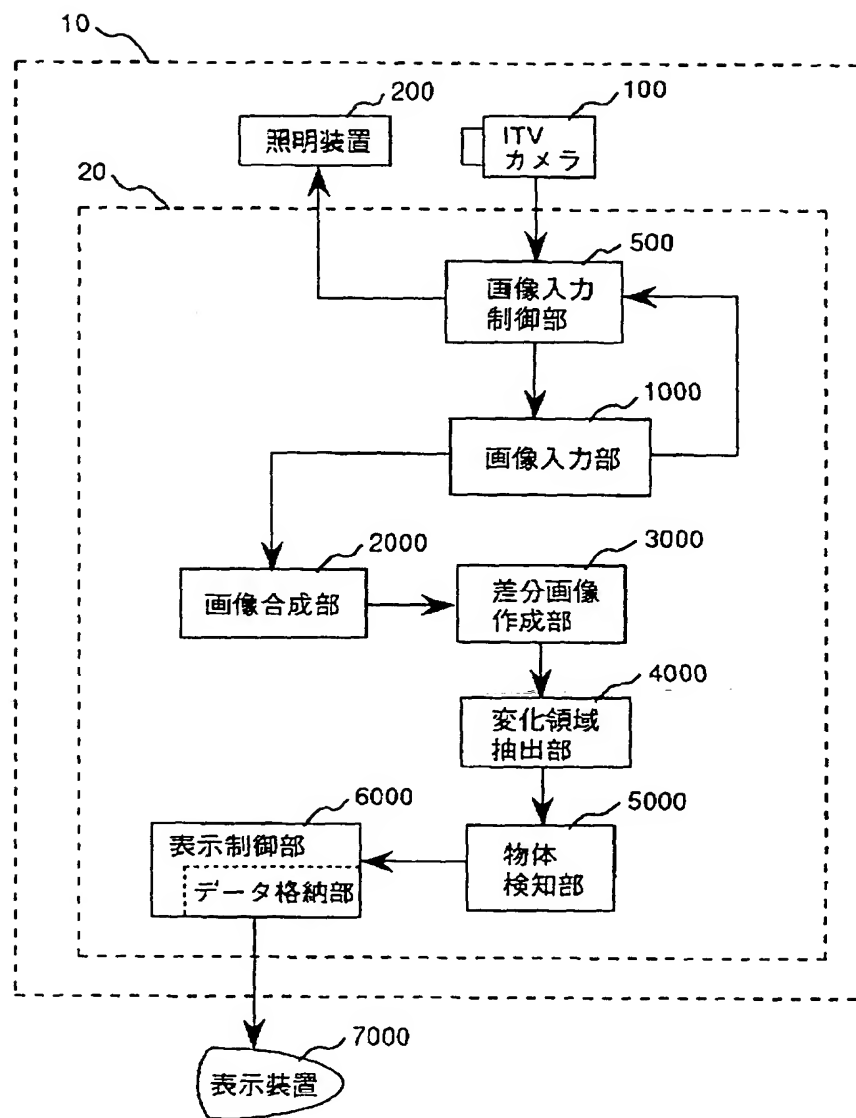 10
200
100
照明装置
ITV
カメラ
20
500
画像入力
制御部
1000
画像入力部
2000
3000
画像合成部
差分画像
作成部
4000
変化領域
抽出部
6000
5000
表示制御部
データ格納部
物体
検知部
7000
表示装置